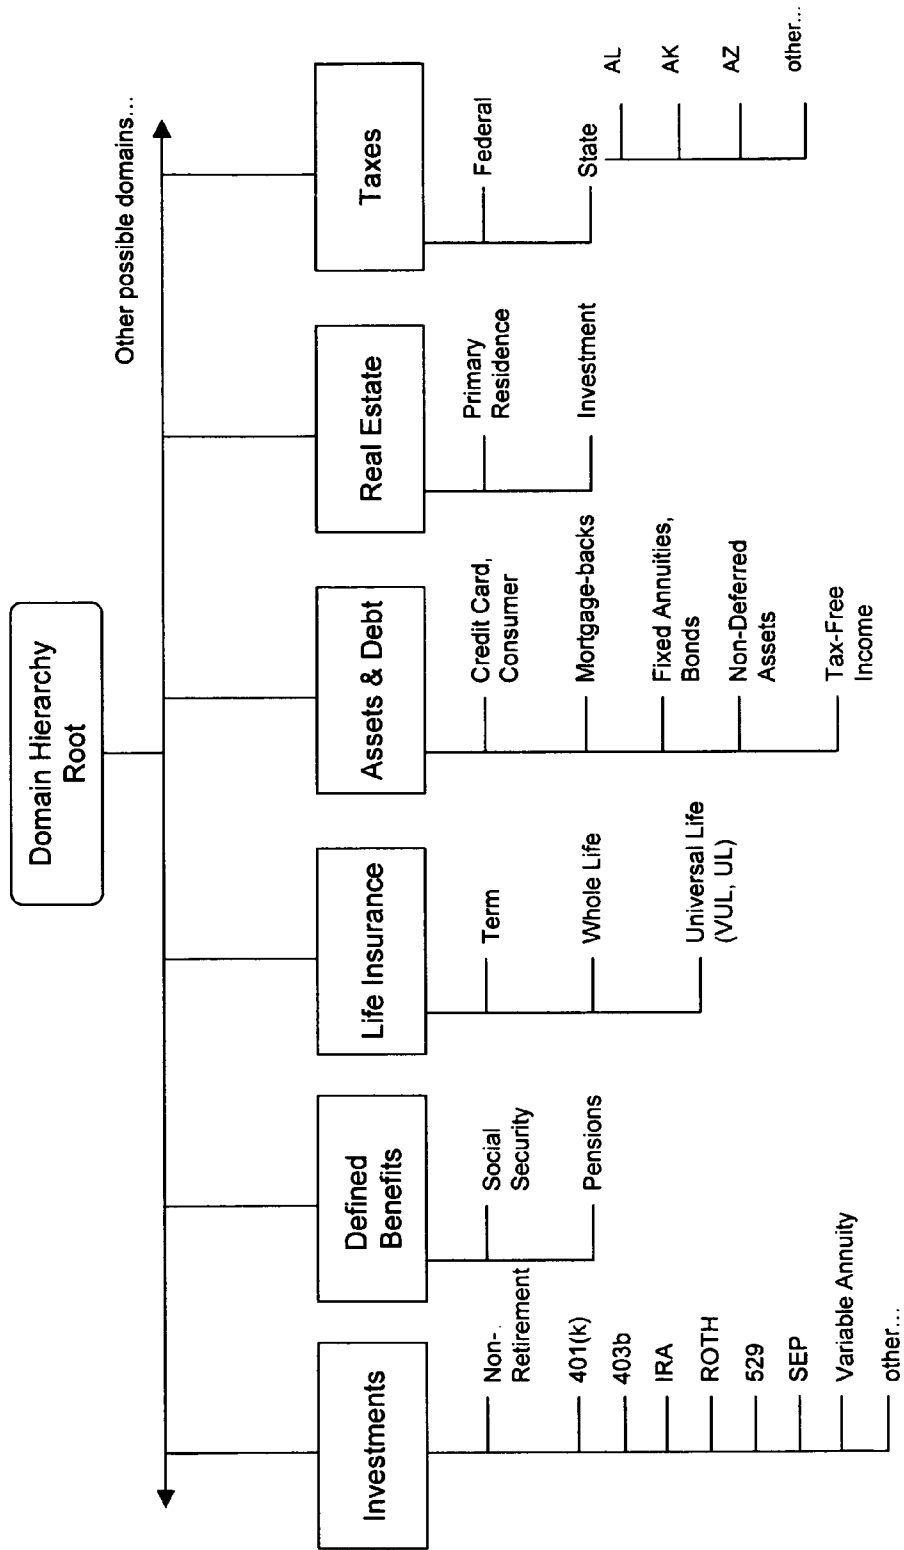 Domain Hierarchy
Root
Other possible domains...
Investments
Non-
Retirement
401(k)
403b
IRA
ROTH
529
SEP
Variable Annuity
other...
Defined
Benefits
Social
Security
Pensions
Life Insurance
Term
Whole Life
Universal Life
(VUL, UL)
Assets & Debt
Credit Card,
Consumer
Mortgage-backs
Fixed Annuities,
Bonds
Non-Deferred
Assets
Tax-Free
Income
Real Estate
Primary
Residence
Investment
Taxes
Federal
State
AL
AK
AZ
other...